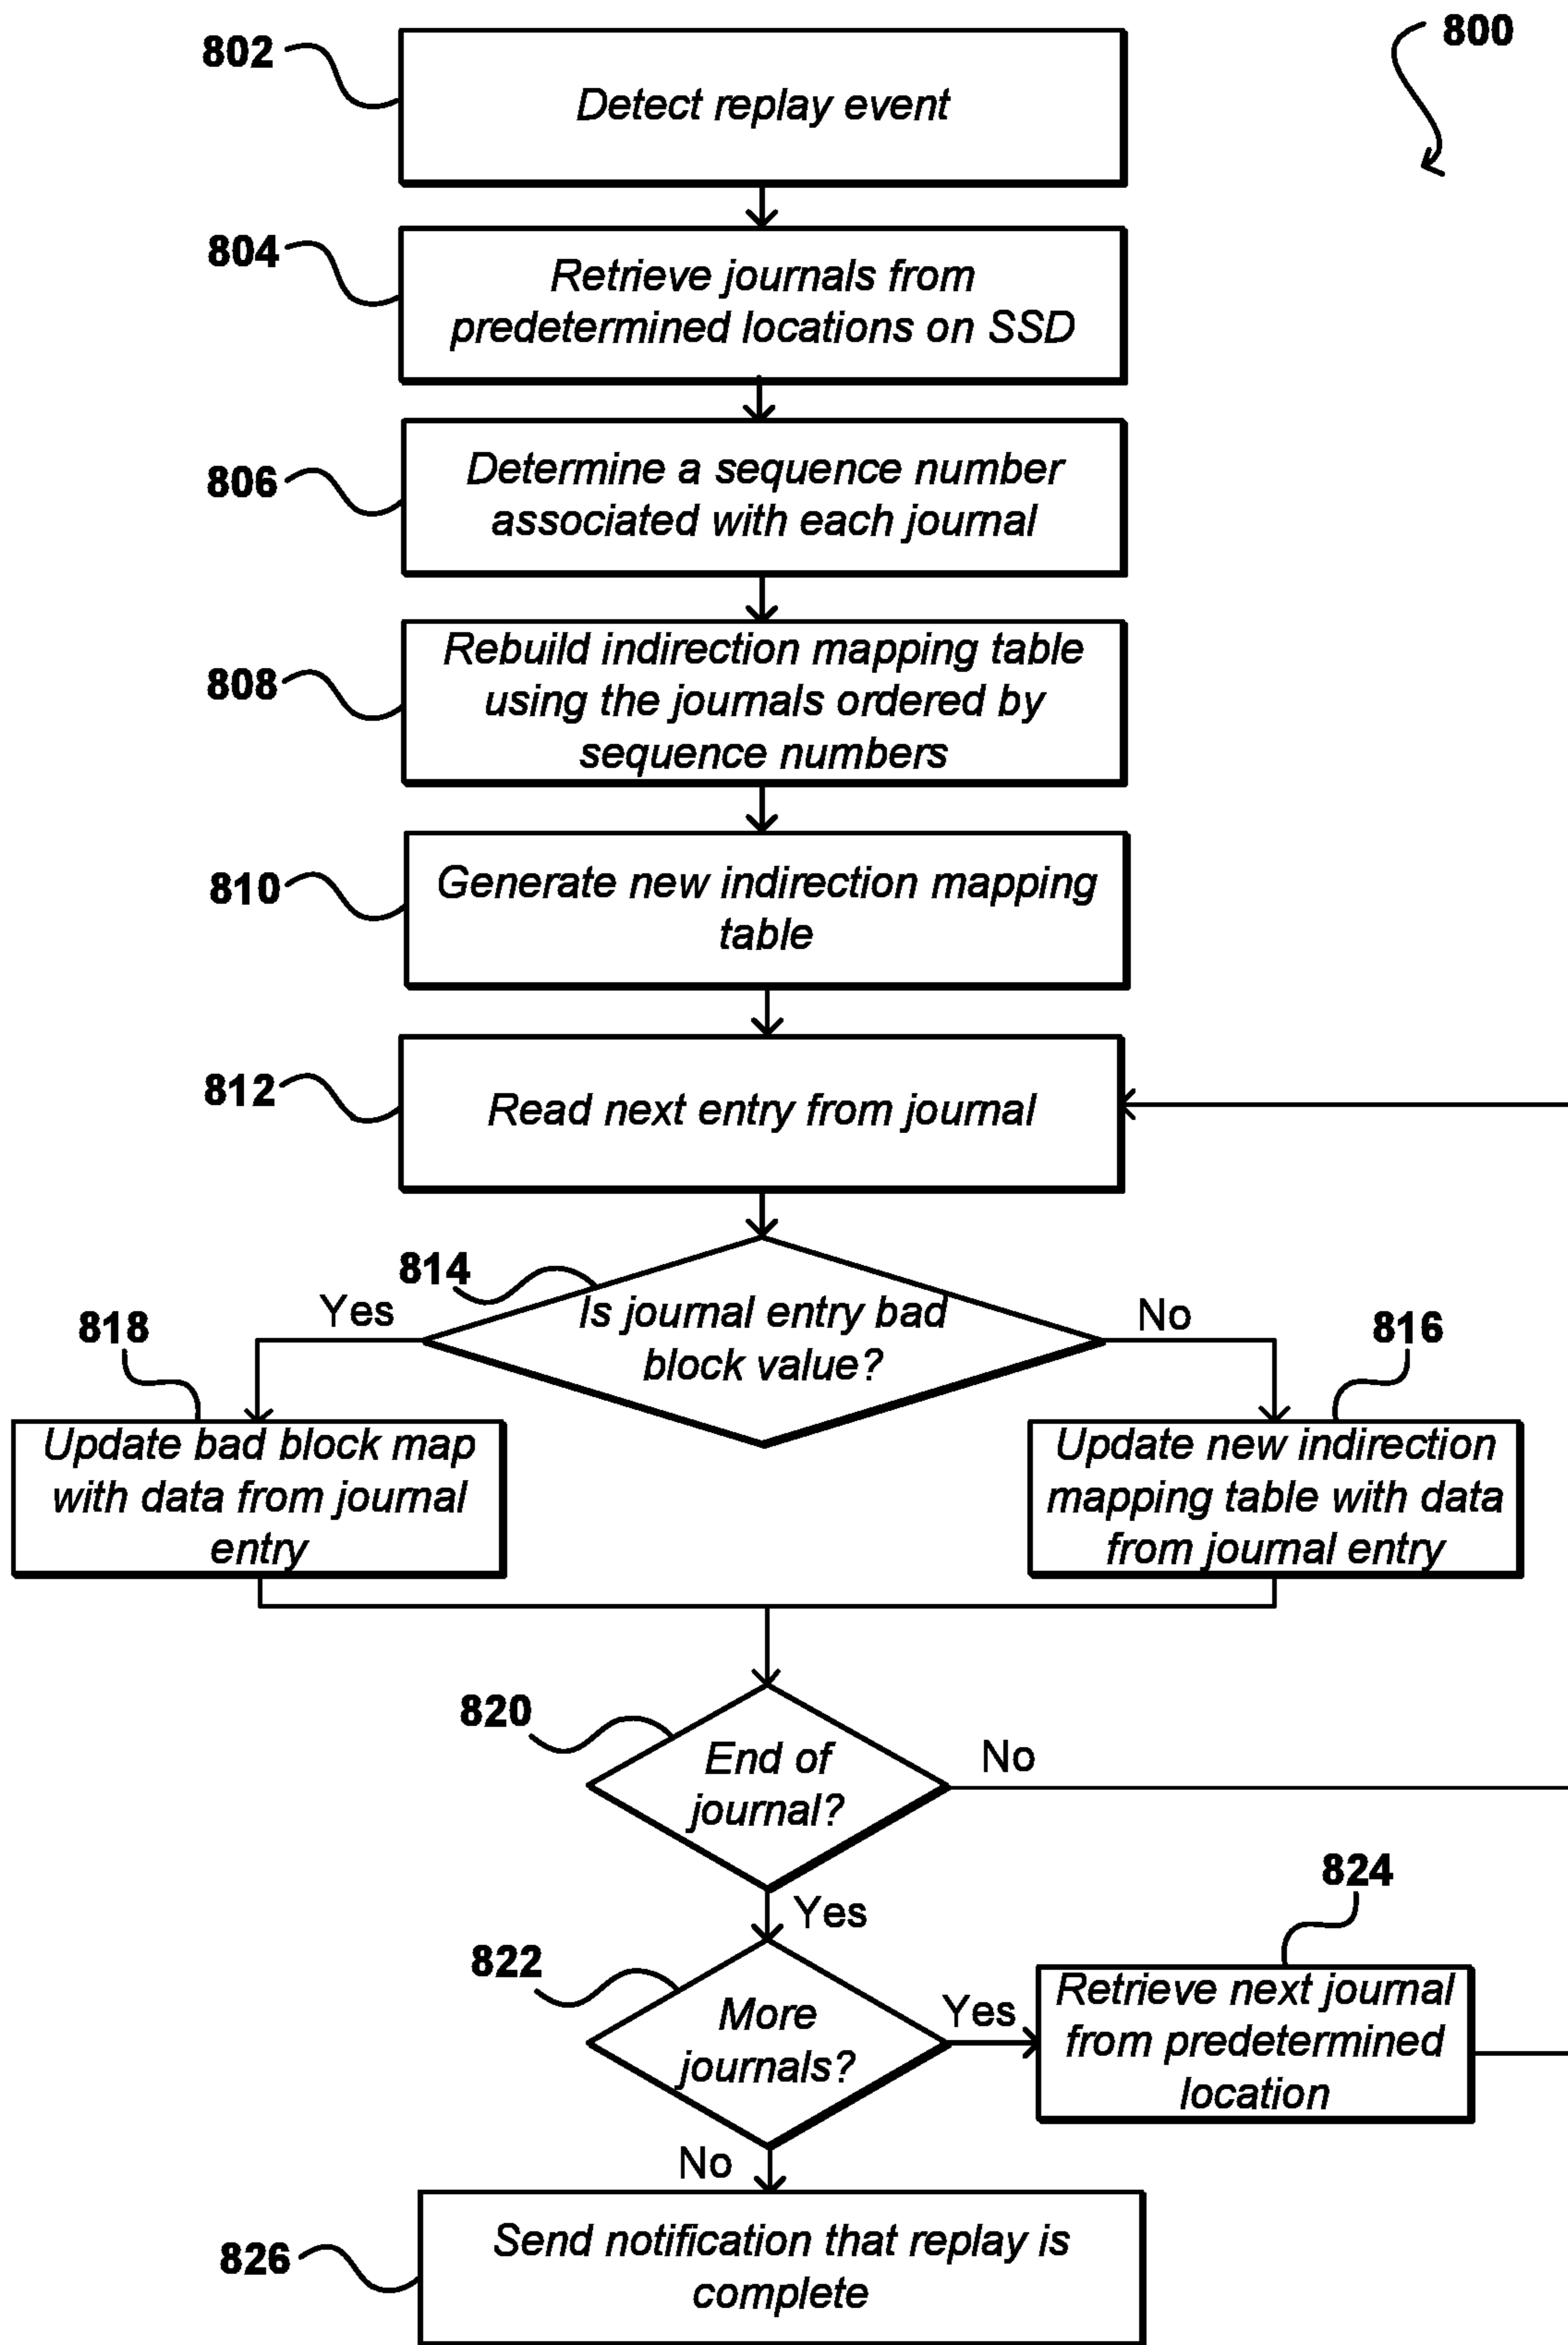 800
802
Detect replay event
804
Retrieve journals from
predetermined locations on SSD
806
Determine a sequence number
associated with each journal
808
Rebuild indirection mapping table
using the journals ordered by
sequence numbers
810
Generate new indirection mapping
table
812
Read next entry from journal
814
Is journal entry bad
block value?
Yes
No
818
Update bad block map
with data from journal
entry
816
Update new indirection
mapping table with data
from journal entry
820
End of
journal?
No
Yes
822
More
journals?
Yes
824
Retrieve next journal
from predetermined
location
No
826
Send notification that replay is
complete